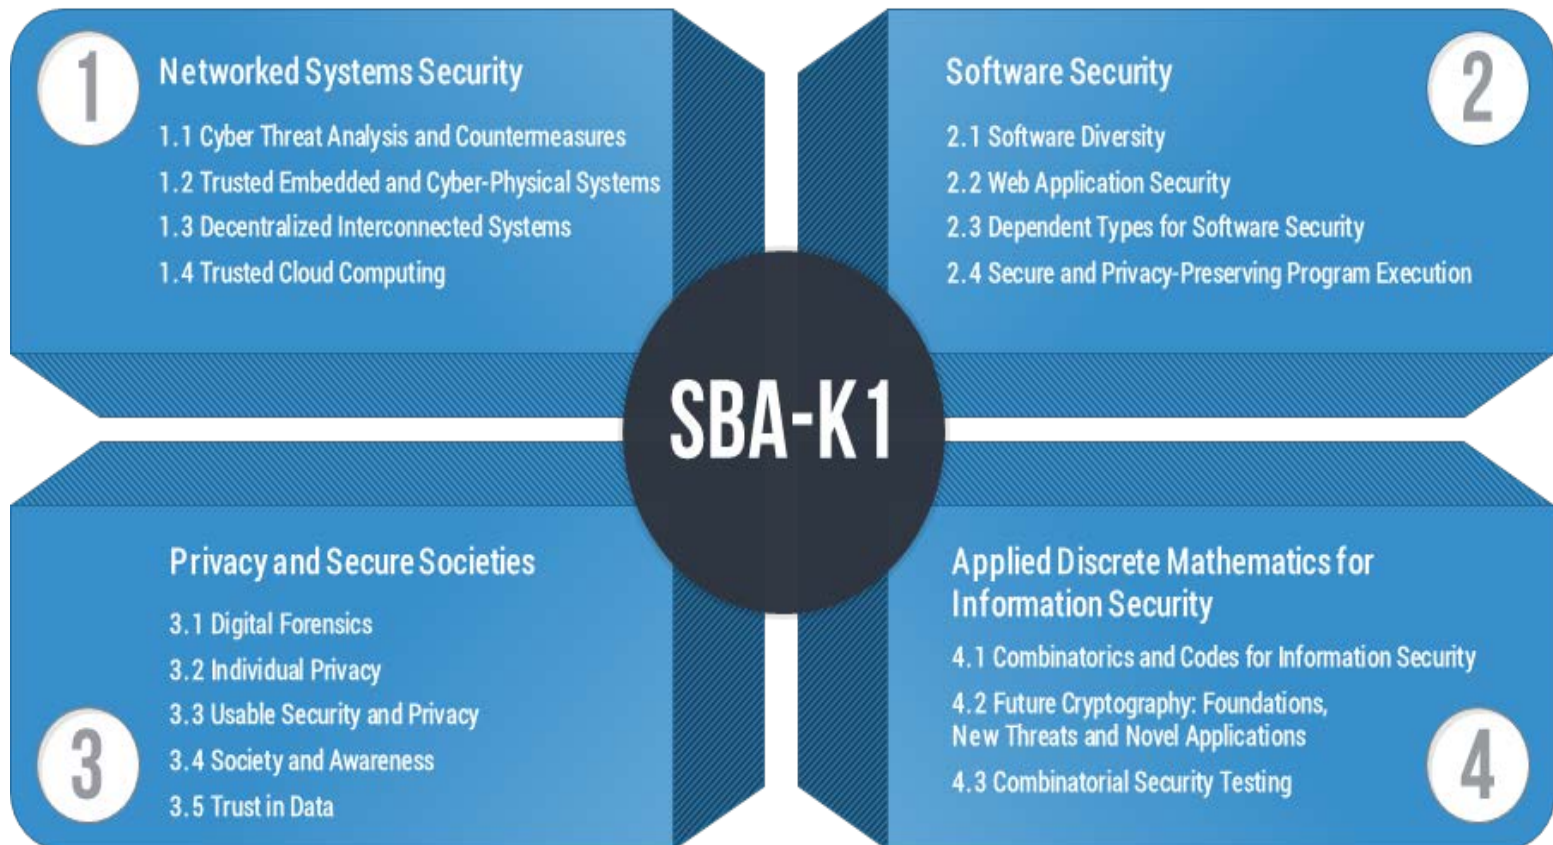 1
Networked Systems Security
1.1 Cyber Threat Analysis and Countermeasures
1.2 Trusted Embedded and Cyber-Physical Systems
1.3 Decentralized Interconnected Systems
1.4 Trusted Cloud Computing
2
Software Security
2.1 Software Diversity
2.2 Web Application Security
2.3 Dependent Types for Software Security
2.4 Secure and Privacy-Preserving Program Execution
SBA-K1
3
Privacy and Secure Societies
3.1 Digital Forensics
3.2 Individual Privacy
3.3 Usable Security and Privacy
3.4 Society and Awareness
3.5 Trust in Data
4
Applied Discrete Mathematics for
Information Security
4.1 Combinatorics and Codes for Information Security
4.2 Future Cryptography: Foundations,
New Threats and Novel Applications
4.3 Combinatorial Security Testing